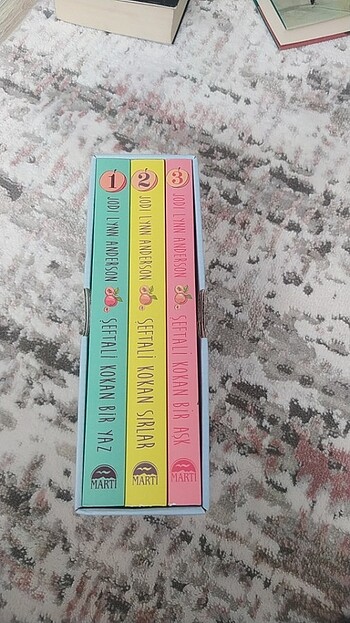 1 JODI LYNN ANDERSON ŞEFTALİ KOKAN BİR YAZ MARTI
2 JODI LYNN ANDERSON ŞEFTALİ KOKAN SIRLAR MARTI
3 JODI LYNN ANDERSON ŞEFTALİ KOKAN BİR AŞK MARTI